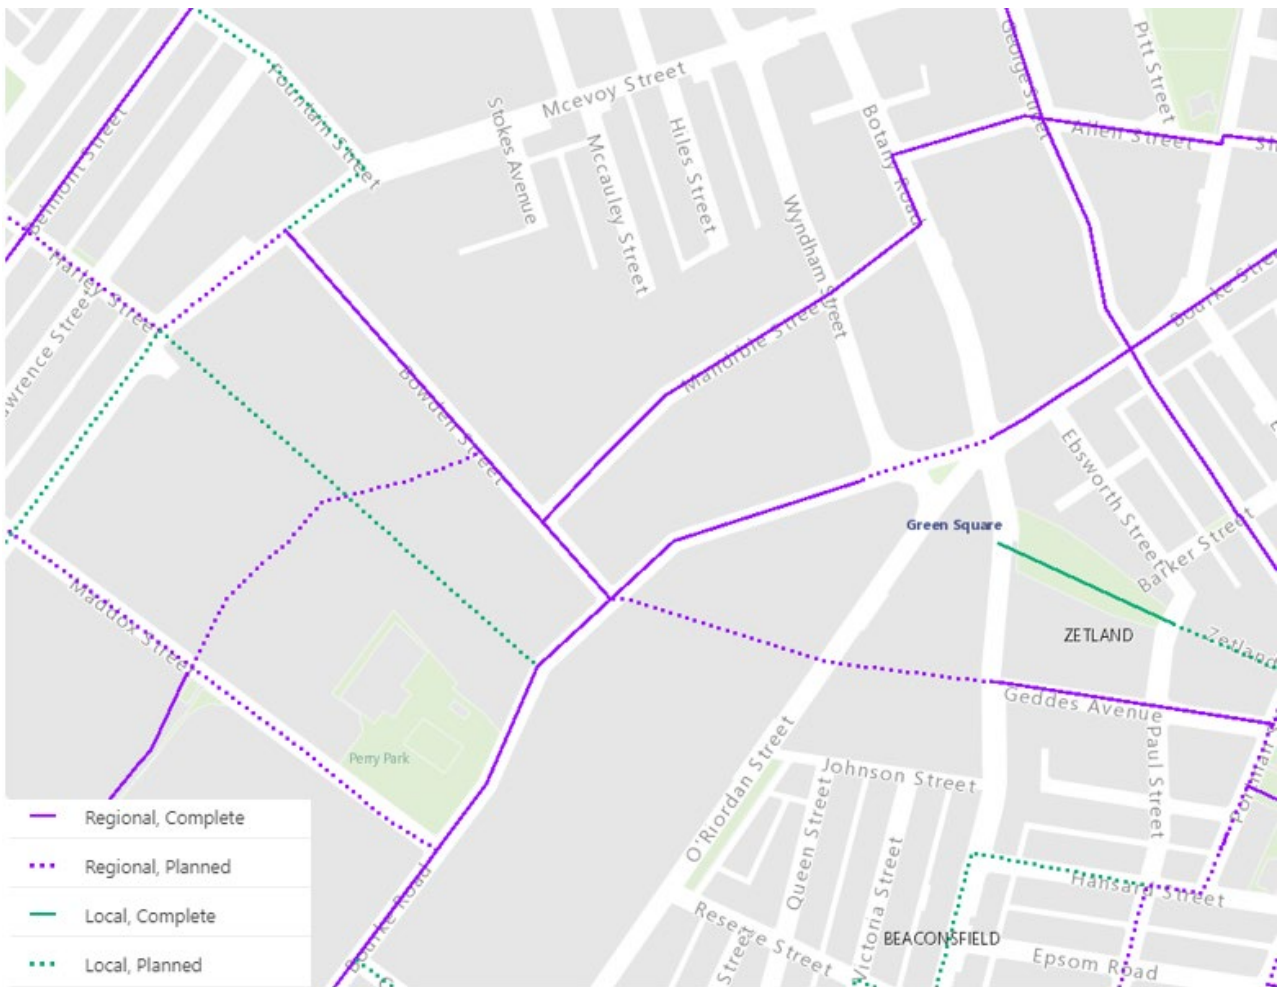 George Street
Pitt Street
Fountain Street
Mcevoy Street
Stokes Avenue
Mccauley Street
Hiles Street
Botany Road
Allen Street
Belmont Street
Wyndham Street
Harley Street
Bourke Street
Lawrence Street
Mandible Street
Bowden Street
Ebsworth Street
Green Square
Barker Street
Maddox Street
ZETLAND
Zetland
Geddes Avenue
Paul Street
Perry Park
O'Riordan Street
Johnson Street
Queen Street
Victoria Street
Hansard Street
Reserve Street
Street
BEACONSFIELD
Epsom Road
Bourke Road
Regional, Complete
Regional, Planned
Local, Complete
Local, Planned